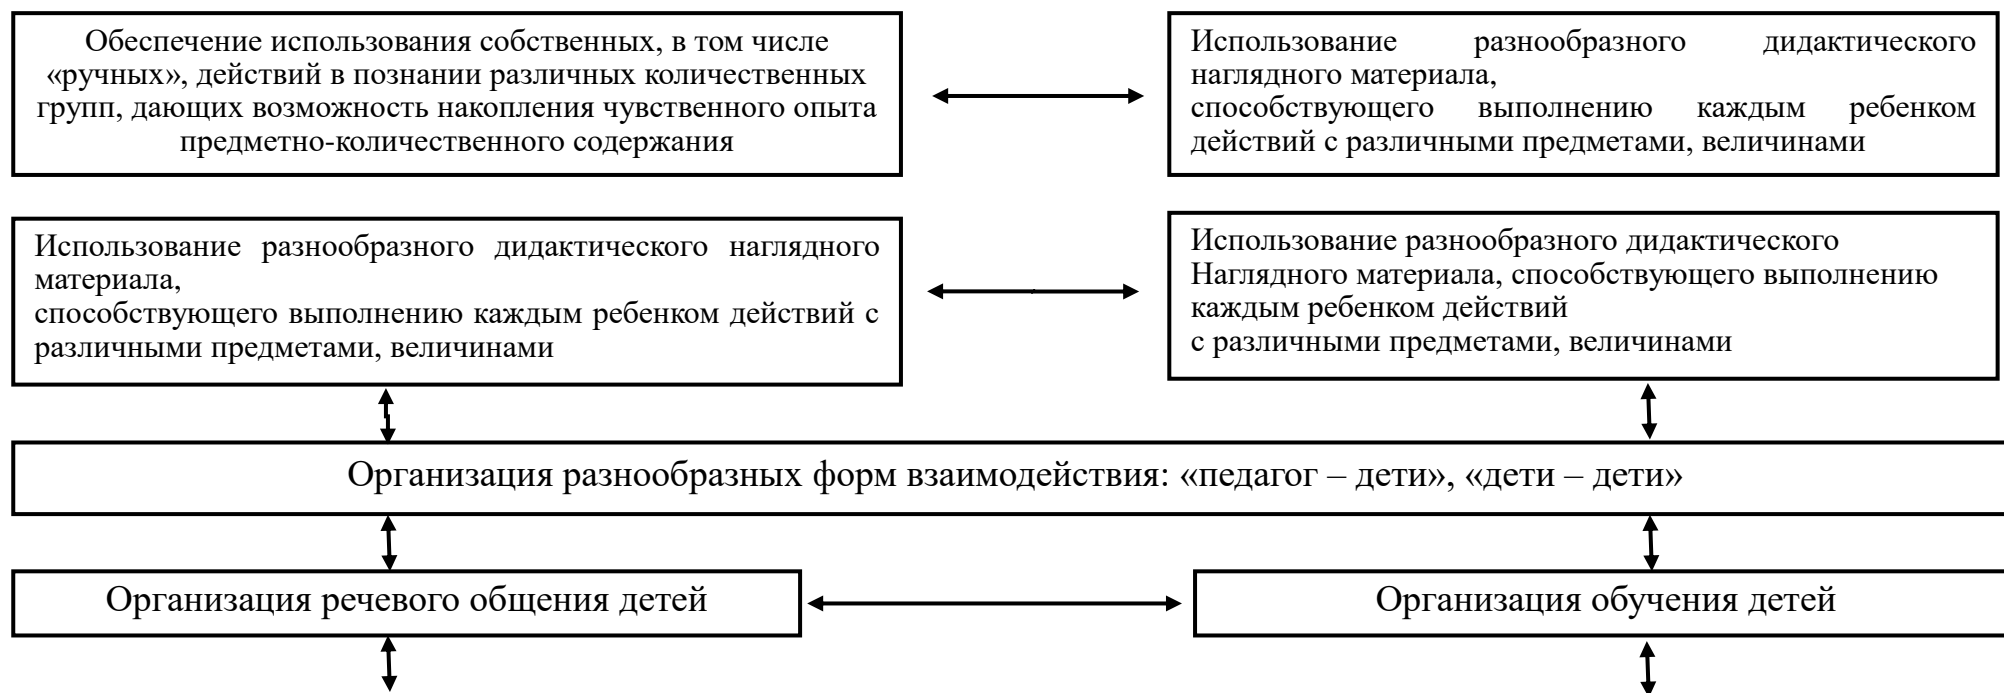 Обеспечение использования собственных, в том числе
«ручных», действий в познании различных количественных
групп, дающих возможность накопления чувственного опыта
предметно-количественного содержания
Использование разнообразного дидактического
наглядного материала,
способствующего выполнению каждым ребенком
действий с различными предметами, величинами
Использование разнообразного дидактического наглядного
материала,
способствующего выполнению каждым ребенком действий с
различными предметами, величинами
Использование разнообразного дидактического
Наглядного материала, способствующего выполнению
каждым ребенком действий
с различными предметами, величинами
Организация разнообразных форм взаимодействия: «педагог – дети», «дети – дети»
Организация речевого общения детей
Организация обучения детей